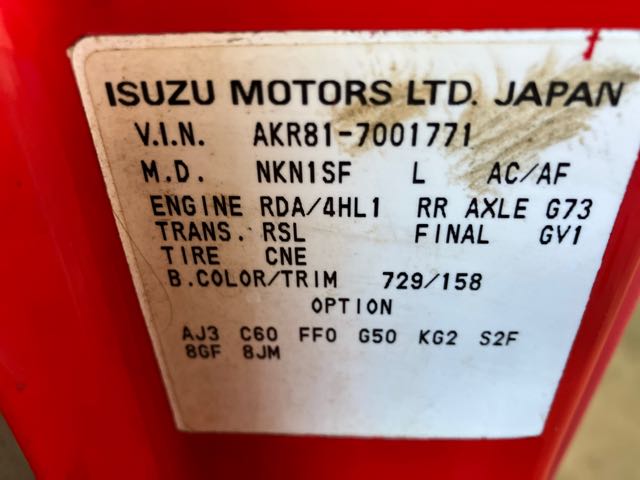 ISUZU MOTORS LTD. JAPAN
V.I.N. AKR81-7001771
M.D. NKN1SF L AC/AF
ENGINE RDA/4HL1 RR AXLE G73
TRANS. RSL FINAL GV1
TIRE CNE
B.COLOR/TRIM 729/158
OPTION
AJ3 C60 FF0 G50 KG2 S2F
8GF 8JM